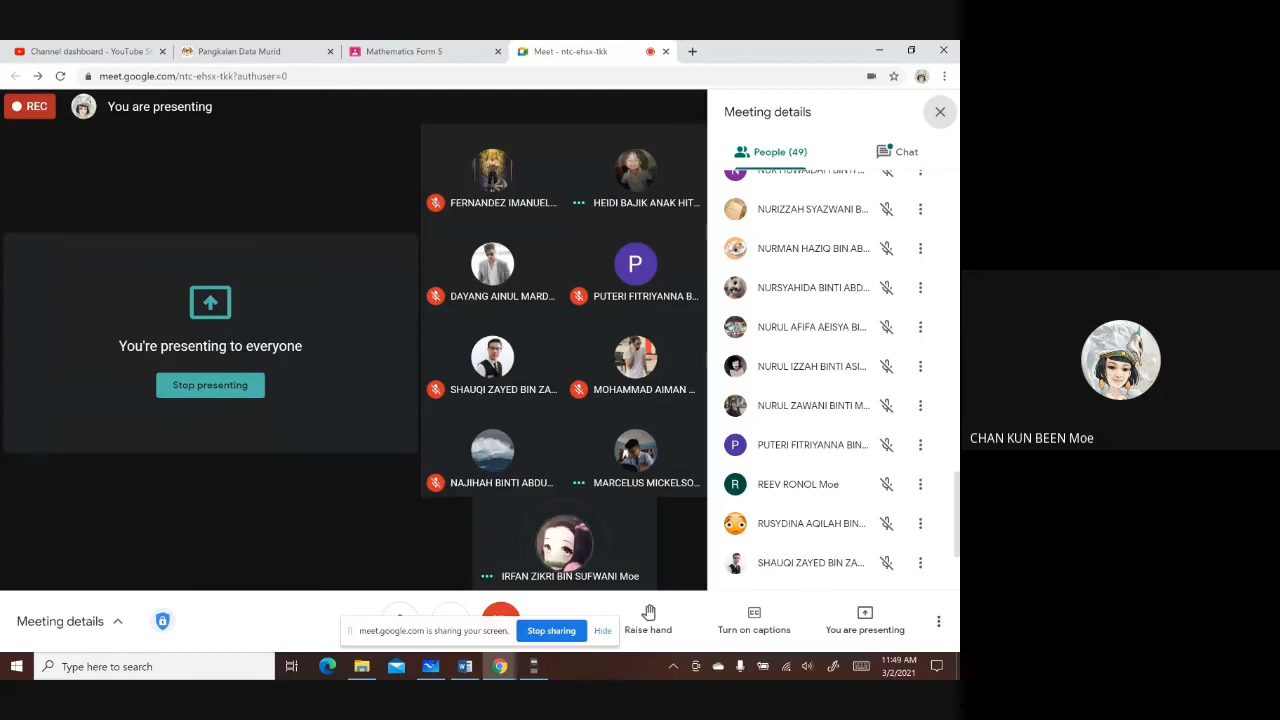 Channel dashboard - YouTube S
Pangkalan Data Murid
Mathematics Form 5
Meet - ntc-ehsx-tkk
meet.google.com/ntc-ehsx-tkk?authuser=0
REC
You are presenting
Meeting details
People (49)
Chat
FERNANDEZ IMANUEL...
HEIDI BAJIK ANAK HIT...
DAYANG AINUL MARD...
P
PUTERI FITRIYANNA B...
SHAUQI ZAYED BIN ZA...
MOHAMMAD AIMAN ...
NAJIHAH BINTI ABDU...
MARCELUS MICKELSO...
IRFAN ZIKRI BIN SUFWANI Moe
You're presenting to everyone
Stop presenting
N
NURIZZAH SYAZWANI B...
NURMAN HAZIQ BIN AB...
NURSYAHIDA BINTI ABD...
NURUL AFIFA AEISYA BI...
NURUL IZZAH BINTI ASI...
NURUL ZAWANI BINTI M...
P
PUTERI FITRIYANNA BIN...
R
REEV RONOL Moe
RUSYDINA AQILAH BIN...
SHAUQI ZAYED BIN ZA...
CHAN KUN BEEN Moe
Meeting details
meet.google.com is sharing your screen.
Stop sharing
Hide
Raise hand
Turn on captions
You are presenting
Type here to search
11:49 AM
3/2/2021